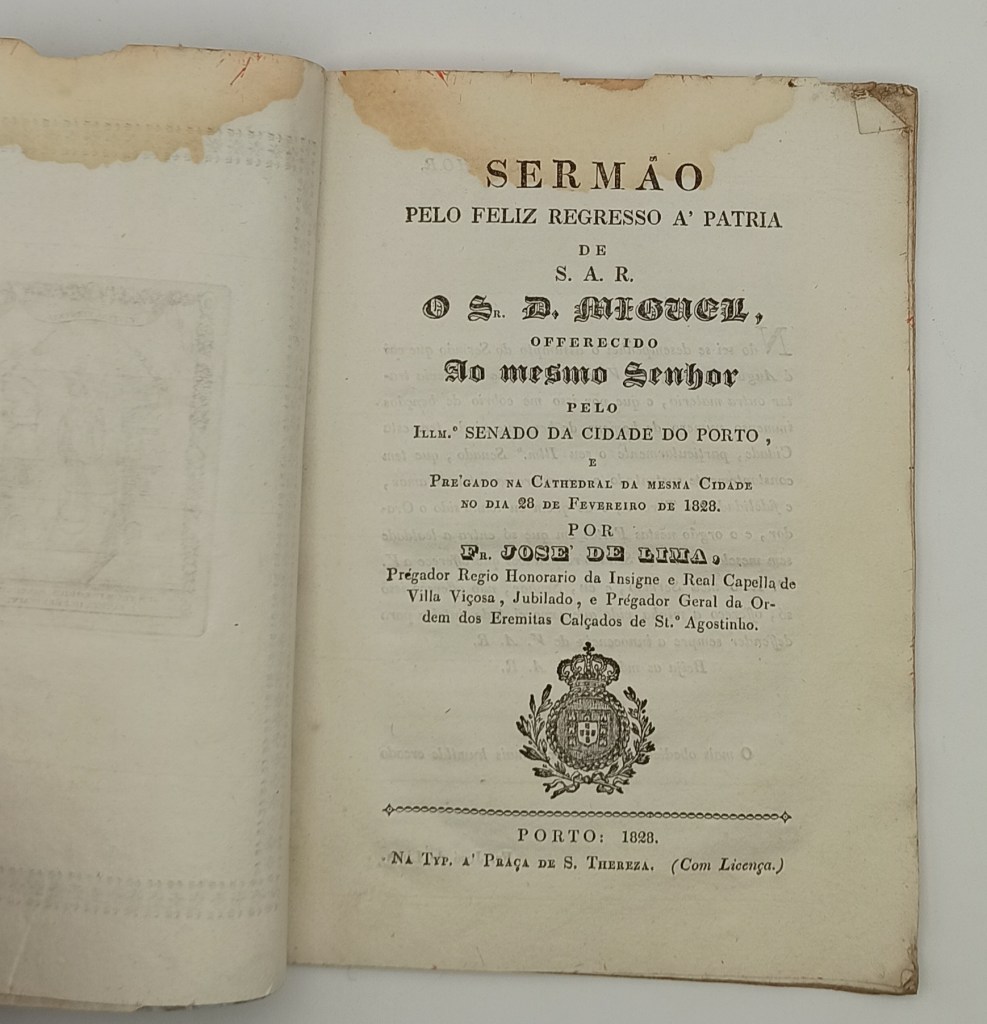 SERMÃO
PELO FELIZ REGRESSO A' PATRIA
DE
S. A. R.
O SR. D. MIGUEL,
OFFERECIDO
Ao mesmo Senhor
PELO
ILLM.º SENADO DA CIDADE DO PORTO,
E
PRE'GADO NA CATHEDRAL DA MESMA CIDADE
NO DIA 28 DE FEVEREIRO DE 1828.
POR
FR. JOSE' DE LIMA,
Prégador Regio Honorario da Insigne e Real Capella de
Villa Viçosa, Jubilado, e Prégador Geral da Or-
dem dos Eremitas Calçados de St.º Agostinho.
PORTO: 1828.
NA TYP. A' PRAÇA DE S. THEREZA. (Com Licença.)